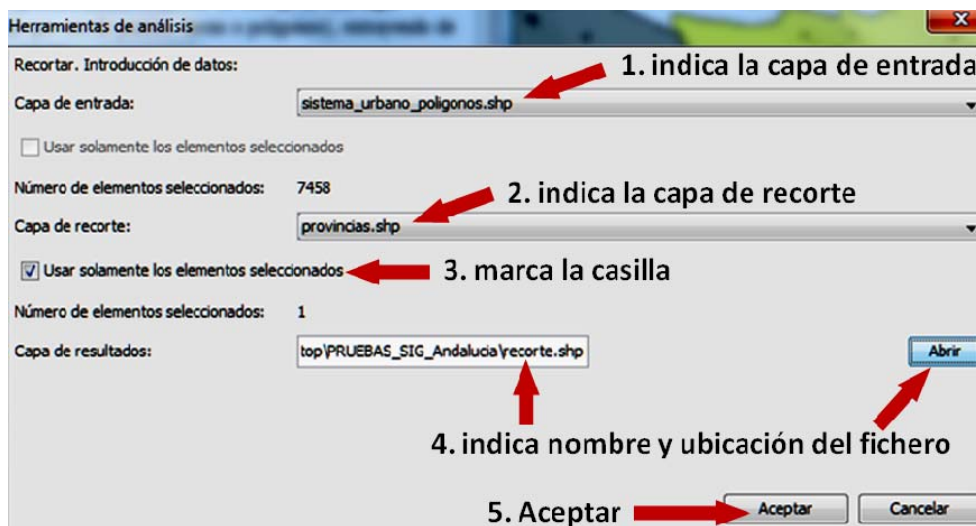 Herramientas de análisis
Recortar. Introducción de datos:
1. indica la capa de entrada
Capa de entrada:
sistema_urbano_poligonos.shp
Usar solamente los elementos seleccionados
Número de elementos seleccionados: 7458
2. indica la capa de recorte
Capa de recorte:
provincias.shp
Usar solamente los elementos seleccionados
3. marca la casilla
Número de elementos seleccionados: 1
Capa de resultados:
top\PRUEBAS_SIG_Andalucia\recorte.shp
Abrir
4. indica nombre y ubicación del fichero
5. Aceptar
Aceptar
Cancelar